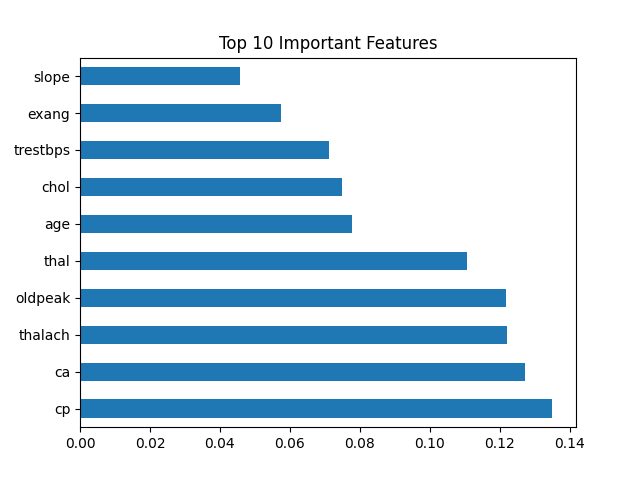 Top 10 Important Features
slope
exang
trestbps
chol
age
thal
oldpeak
thalach
ca
cp
0.00 0.02 0.04 0.06 0.08 0.10 0.12 0.14